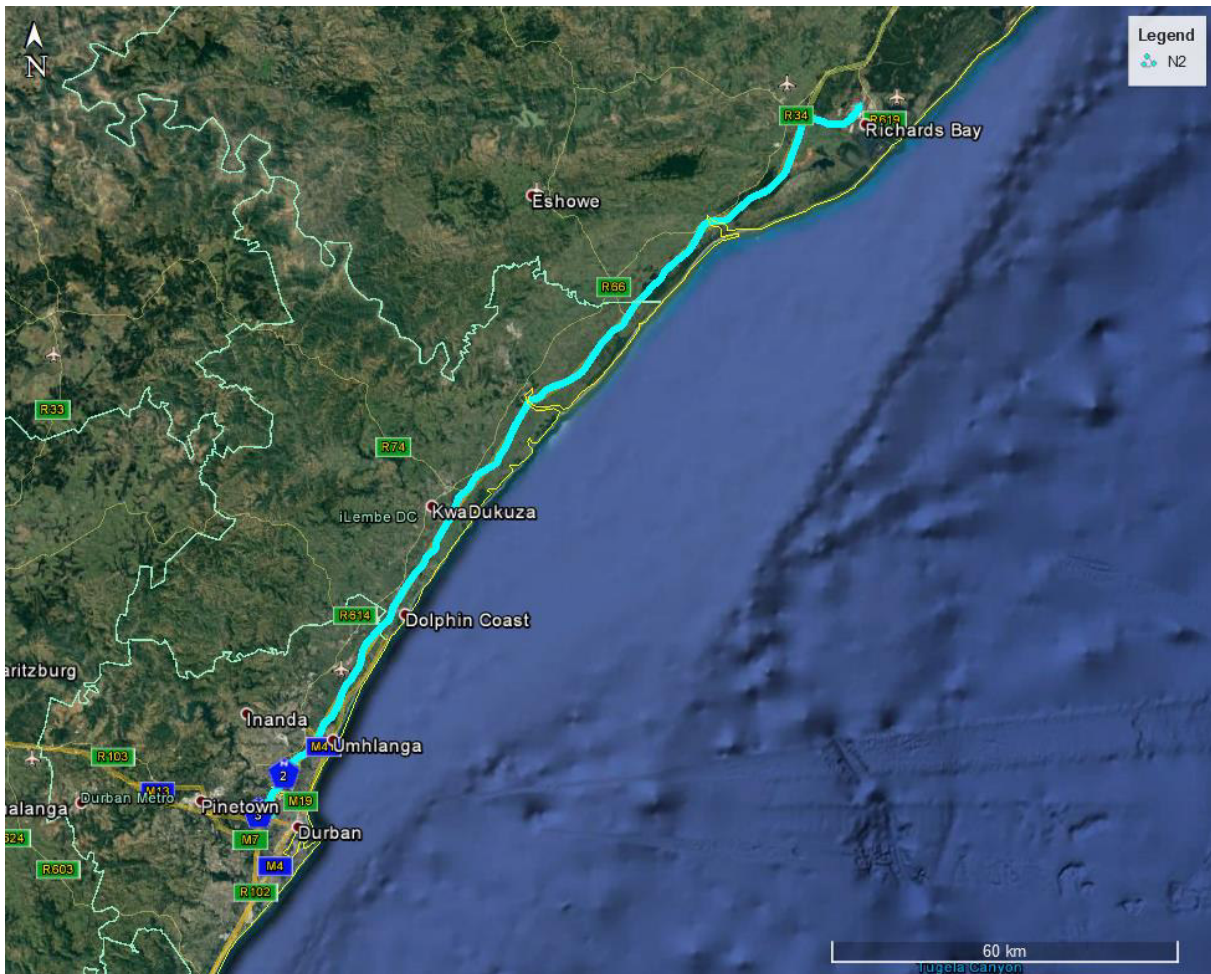 N
Legend
N2
R34
R619
Richards Bay
Eshowe
R66
R33
R74
iLembe DC
KwaDukuza
R614
Dolphin Coast
aritzburg
Inanda
M4
Umhlanga
R103
2
M13
Durban Metro
Pinetown
M19
halanga
3
Durban
M7
624
M4
R603
R102
60 km
Tugela Canyon